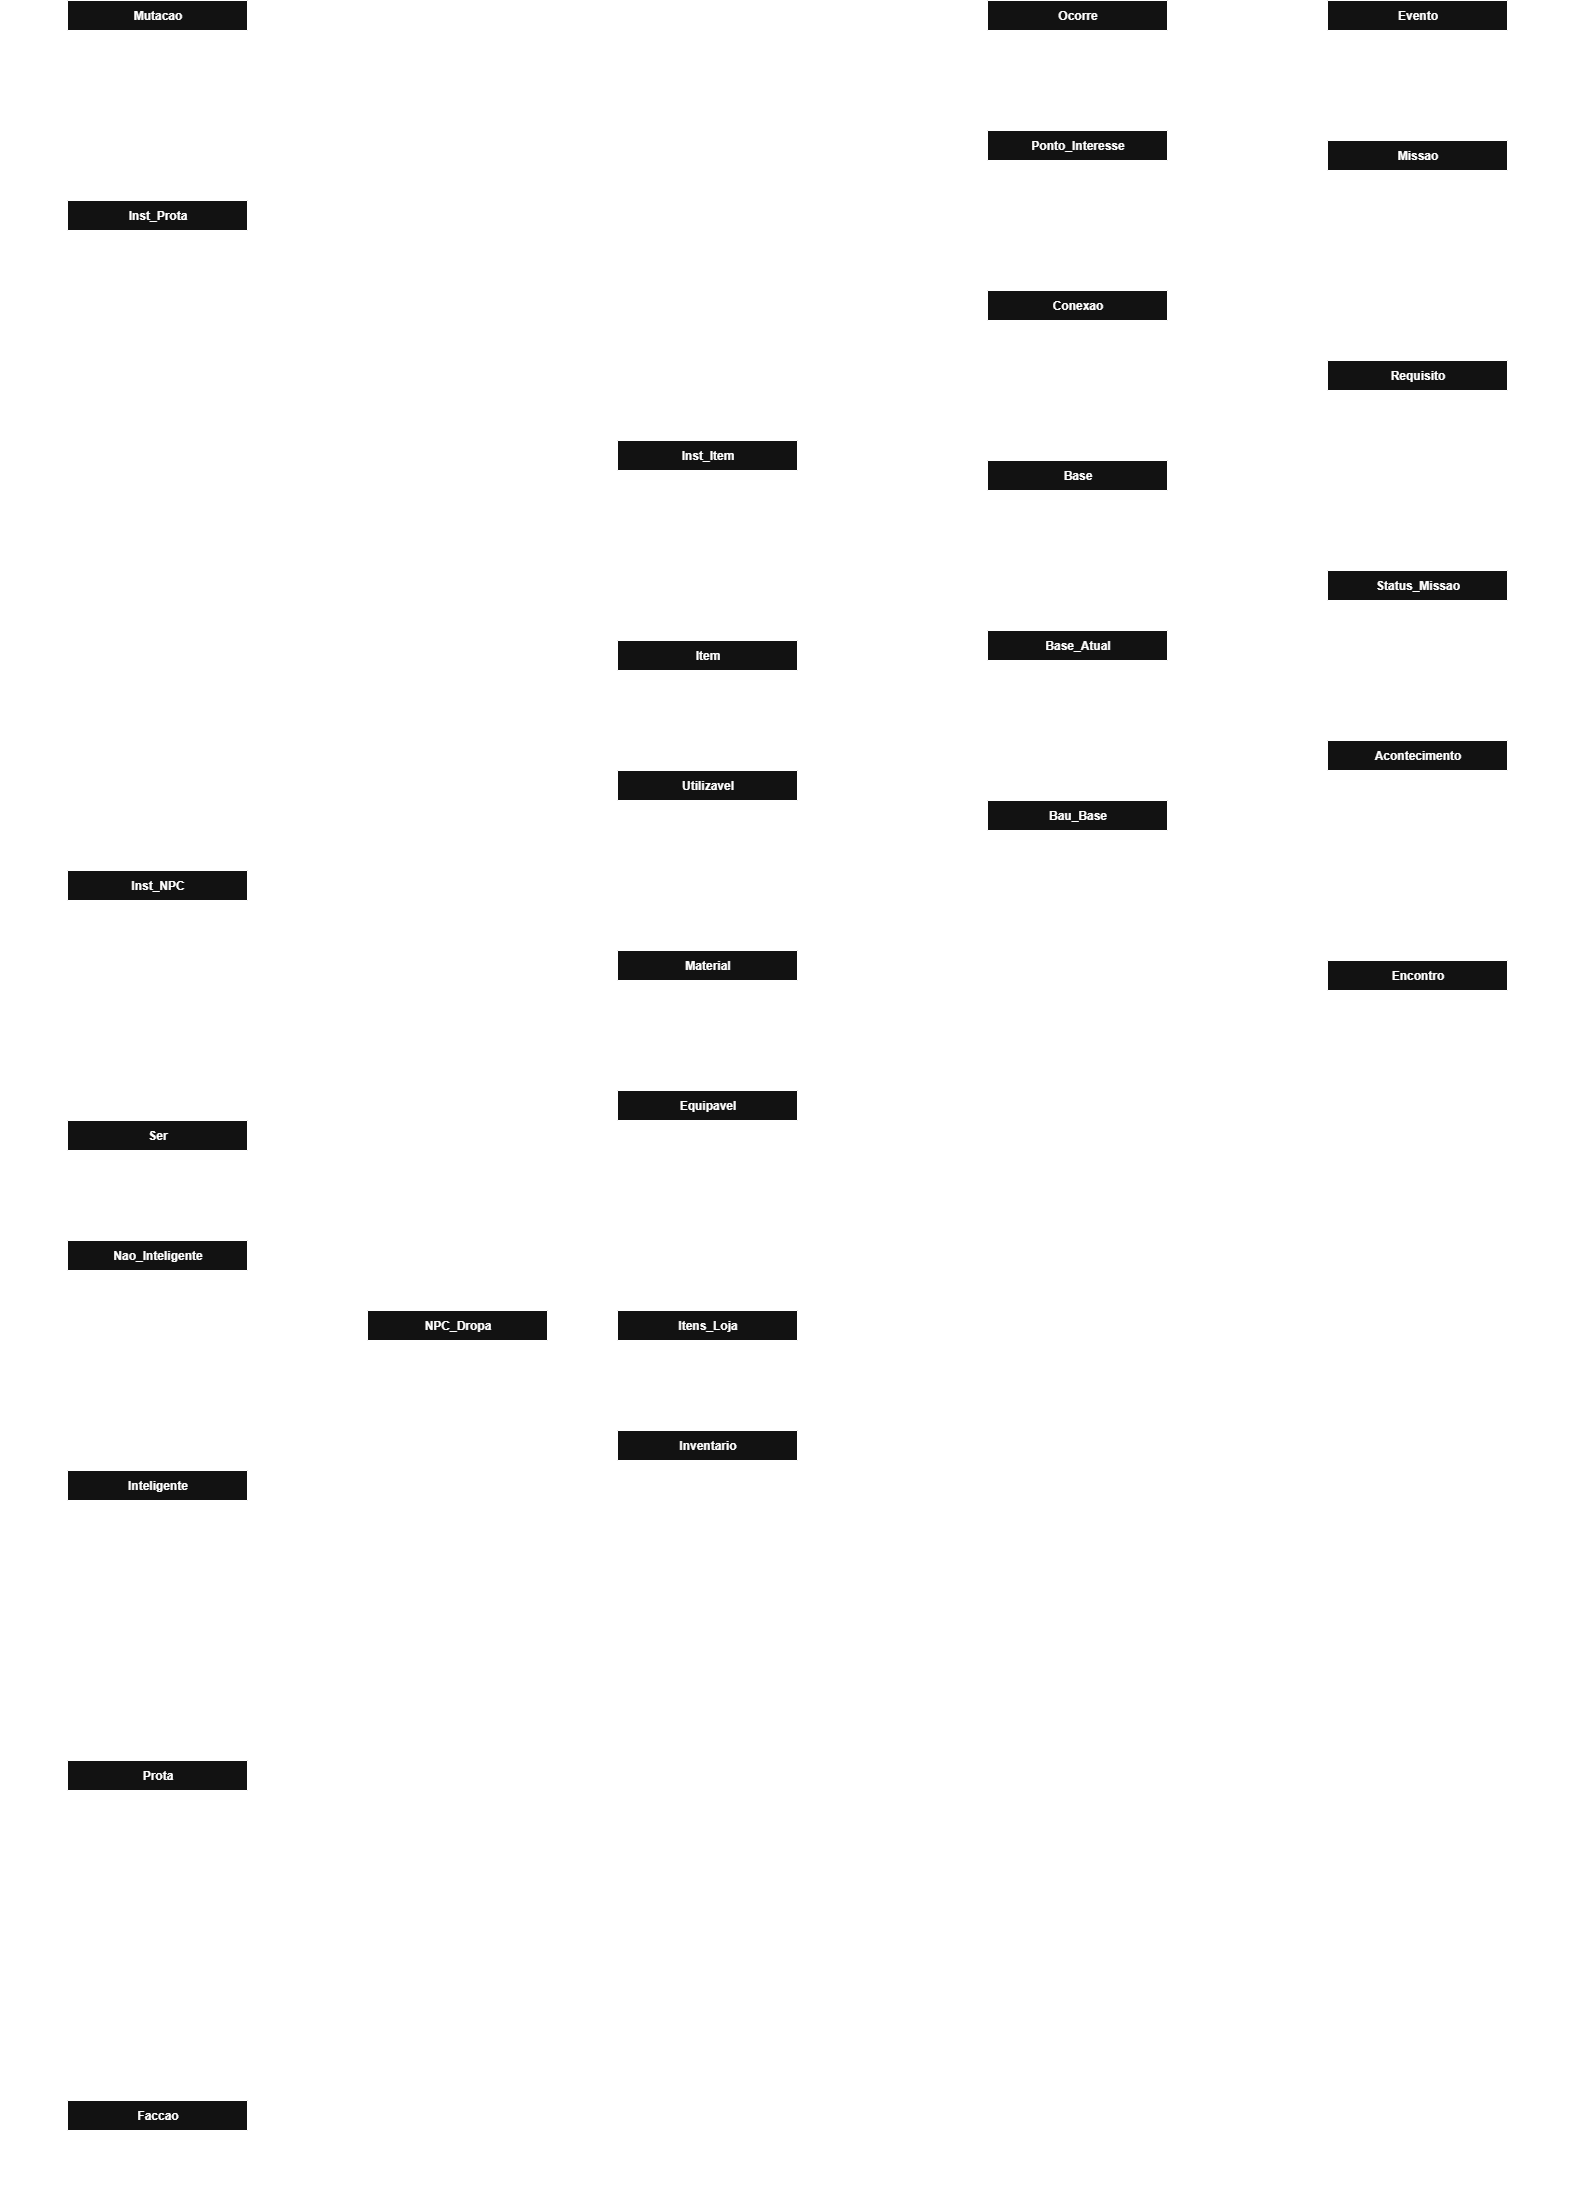 Mutacao
Ocorre
Evento
Ponto_Interesse
Missao
Inst_Prota
Conexao
Requisito
Inst_Item
Base
Status_Missao
Base_Atual
Item
Acontecimento
Utilizavel
Bau_Base
Inst_NPC
Material
Encontro
Equipavel
Ser
Nao_Inteligente
NPC_Dropa
Itens_Loja
Inventario
Inteligente
Prota
Faccao